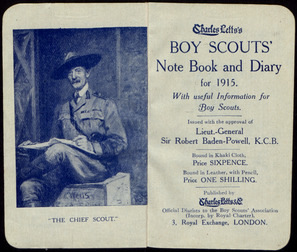 "THE CHIEF SCOUT."
Charles Letts's
BOY SCOUTS'
Note Book and Diary
for 1915.
With useful Information for
Boy Scouts.
Issued with the approval of
Lieut.-General
Sir Robert Baden-Powell, K.C.B.
Bound in Khaki Cloth,
Price SIXPENCE.
Bound in Leather, with Pencil,
Price ONE SHILLING.
Published by
Charles Letts & Co
Official Diarists to the Boy Scouts' Association
(Incorp. by Royal Charter),
3, Royal Exchange, LONDON.